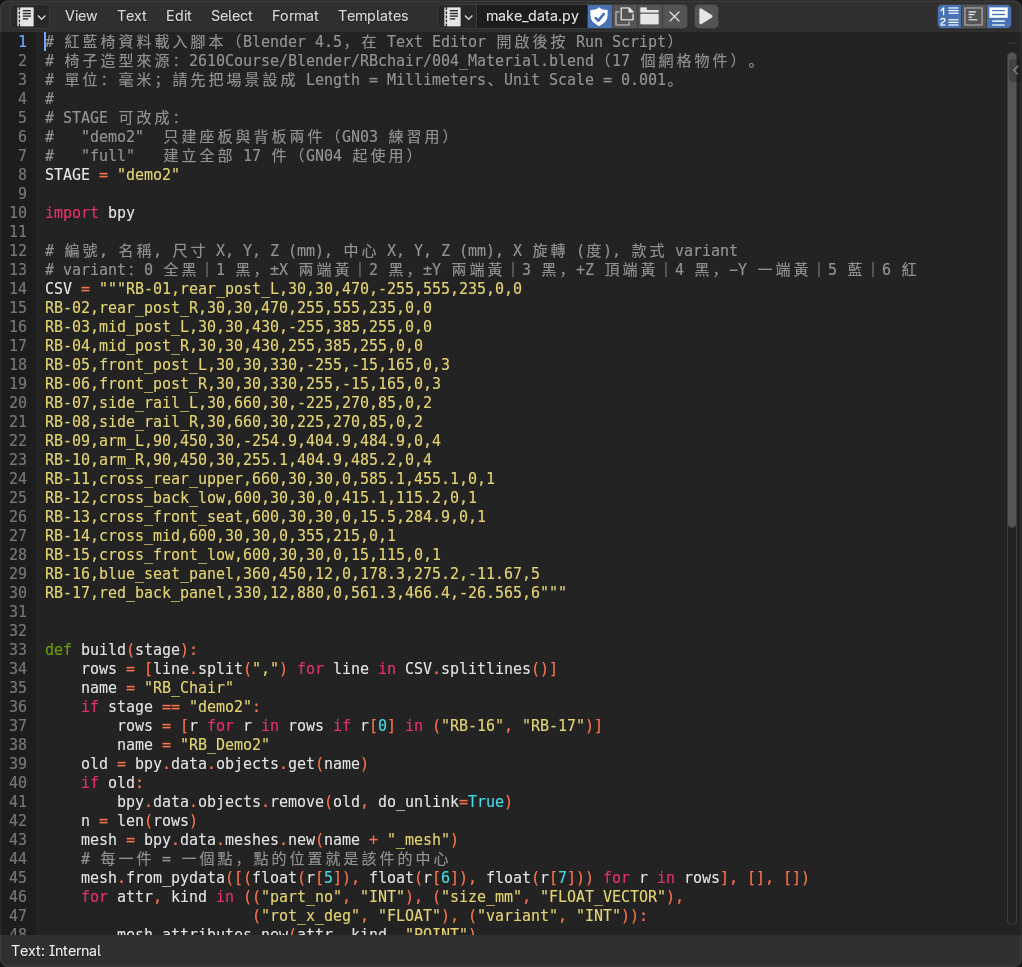 View Text Edit Select Format Templates make_data.py
1 # 紅藍椅資料載入腳本（Blender 4.5，在 Text Editor 開啟後按 Run Script）
2 # 椅子造型來源：2610Course/Blender/RBchair/004_Material.blend（17 個網格物件）。
3 # 單位：毫米；請先把場景設成 Length = Millimeters、Unit Scale = 0.001。
4 #
5 # STAGE 可改成：
6 #   "demo2"  只建座板與背板兩件（GN03 練習用）
7 #   "full"   建立全部 17 件（GN04 起使用）
8 STAGE = "demo2"
9
10 import bpy
11
12 # 編號, 名稱, 尺寸 X, Y, Z (mm), 中心 X, Y, Z (mm), X 旋轉 (度), 款式 variant
13 # variant: 0 全黑｜1 黑，±X 兩端黃｜2 黑，±Y 兩端黃｜3 黑，+Z 頂端黃｜4 黑，−Y 一端黃｜5 藍｜6 紅
14 CSV = """RB-01,rear_post_L,30,30,470,-255,555,235,0,0
15 RB-02,rear_post_R,30,30,470,255,555,235,0,0
16 RB-03,mid_post_L,30,30,430,-255,385,255,0,0
17 RB-04,mid_post_R,30,30,430,255,385,255,0,0
18 RB-05,front_post_L,30,30,330,-255,-15,165,0,3
19 RB-06,front_post_R,30,30,330,255,-15,165,0,3
20 RB-07,side_rail_L,30,660,30,-225,270,85,0,2
21 RB-08,side_rail_R,30,660,30,225,270,85,0,2
22 RB-09,arm_L,90,450,30,-254.9,404.9,484.9,0,4
23 RB-10,arm_R,90,450,30,255.1,404.9,485.2,0,4
24 RB-11,cross_rear_upper,660,30,30,0,585.1,455.1,0,1
25 RB-12,cross_back_low,600,30,30,0,415.1,115.2,0,1
26 RB-13,cross_front_seat,600,30,30,0,15.5,284.9,0,1
27 RB-14,cross_mid,600,30,30,0,355,215,0,1
28 RB-15,cross_front_low,600,30,30,0,15,115,0,1
29 RB-16,blue_seat_panel,360,450,12,0,178.3,275.2,-11.67,5
30 RB-17,red_back_panel,330,12,880,0,561.3,466.4,-26.565,6"""
31
32
33 def build(stage):
34     rows = [line.split(",") for line in CSV.splitlines()]
35     name = "RB_Chair"
36     if stage == "demo2":
37         rows = [r for r in rows if r[0] in ("RB-16", "RB-17")]
38         name = "RB_Demo2"
39     old = bpy.data.objects.get(name)
40     if old:
41         bpy.data.objects.remove(old, do_unlink=True)
42     n = len(rows)
43     mesh = bpy.data.meshes.new(name + "_mesh")
44     # 每一件 = 一個點，點的位置就是該件的中心
45     mesh.from_pydata([(float(r[5]), float(r[6]), float(r[7])) for r in rows], [], [])
46     for attr, kind in (("part_no", "INT"), ("size_mm", "FLOAT_VECTOR"),
47                        ("rot_x_deg", "FLOAT"), ("variant", "INT")):
48         mesh.attributes.new(attr, kind, "POINT")
Text: Internal